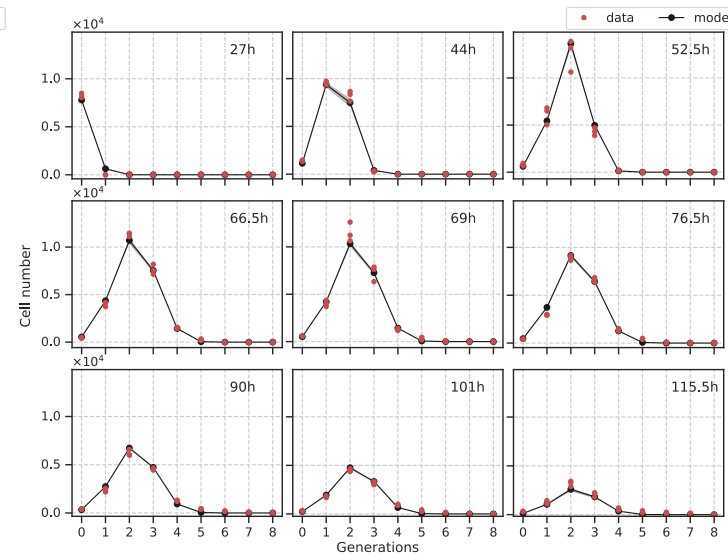 data mode
×10⁴
27h 44h 52.5h
1.0
0.5
0.0
×10⁴
66.5h 69h 76.5h
1.0
0.5
0.0
Cell number
×10⁴
90h 101h 115.5h
1.0
0.5
0.0
0 1 2 3 4 5 6 7 8 0 1 2 3 4 5 6 7 8 0 1 2 3 4 5 6 7 8
Generations